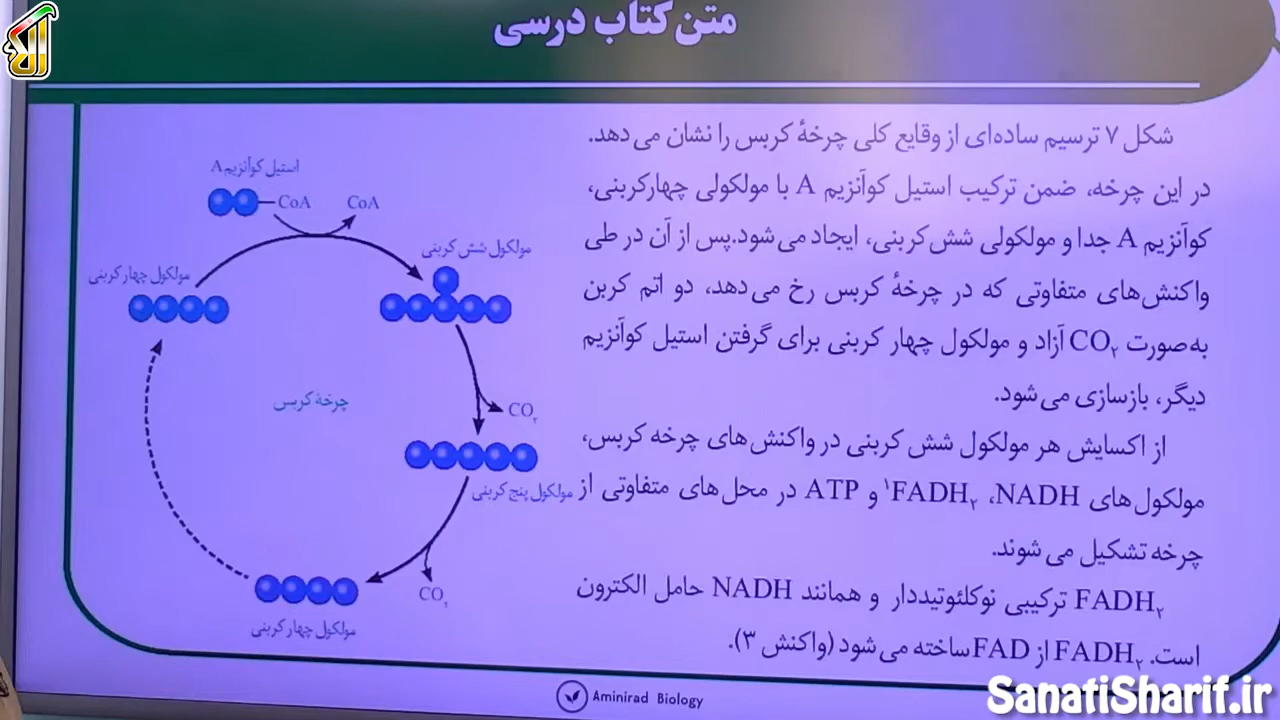 متن کتاب درسی
شکل ۷ ترسیم ساده‌ای از وقایع کلی چرخهٔ کربس را نشان می‌دهد.
در این چرخه، ضمن ترکیب استیل کوآنزیم A با مولکولی چهارکربنی،
کوآنزیم A جدا و مولکولی شش‌کربنی، ایجاد می‌شود.پس از آن در طی
واکنش‌های متفاوتی که در چرخهٔ کربس رخ می‌دهد، دو اتم کربن
به‌صورت CO₂ آزاد و مولکول چهار کربنی برای گرفتن استیل کوآنزیم
دیگر، بازسازی می‌شود.
از اکسایش هر مولکول شش کربنی در واکنش‌های چرخه کربس،
مولکول‌های NADH، FADH₂¹ و ATP در محل‌های متفاوتی از
چرخه تشکیل می‌شوند.
FADH₂ ترکیبی نوکلئوتیددار و همانند NADH حامل الکترون
است. FADH₂ از FAD ساخته می‌شود (واکنش ۳).
استیل کوآنزیم A
CoA
CoA
مولکول شش کربنی
مولکول چهار کربنی
چرخهٔ کربس
CO₂
مولکول پنج کربنی
CO₂
مولکول چهار کربنی
Aminirad Biology
SanatiSharif.ir